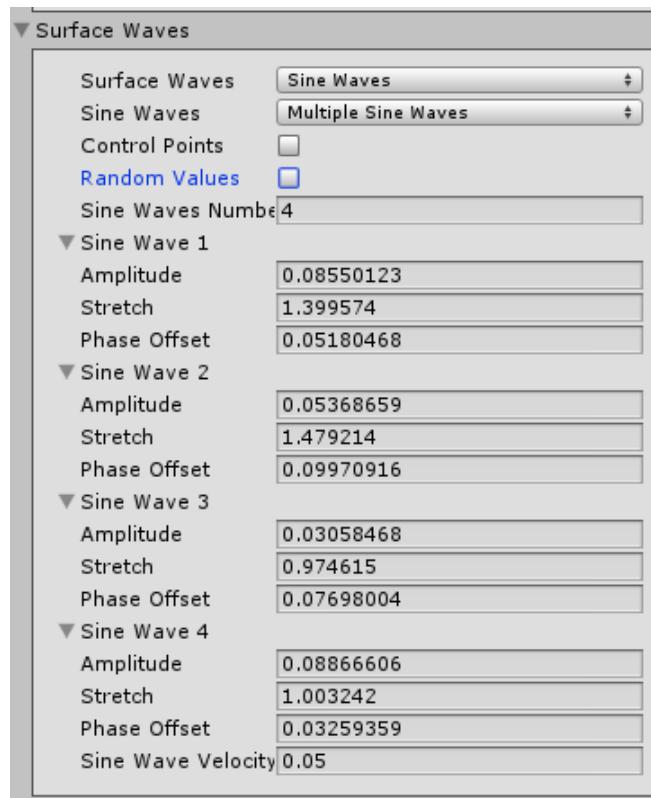 Surface Waves
Surface Waves Sine Waves
Sine Waves Multiple Sine Waves
Control Points
Random Values
Sine Waves Numbe 4
Sine Wave 1
Amplitude 0.08550123
Stretch 1.399574
Phase Offset 0.05180468
Sine Wave 2
Amplitude 0.05368659
Stretch 1.479214
Phase Offset 0.09970916
Sine Wave 3
Amplitude 0.03058468
Stretch 0.974615
Phase Offset 0.07698004
Sine Wave 4
Amplitude 0.08866606
Stretch 1.003242
Phase Offset 0.03259359
Sine Wave Velocity 0.05